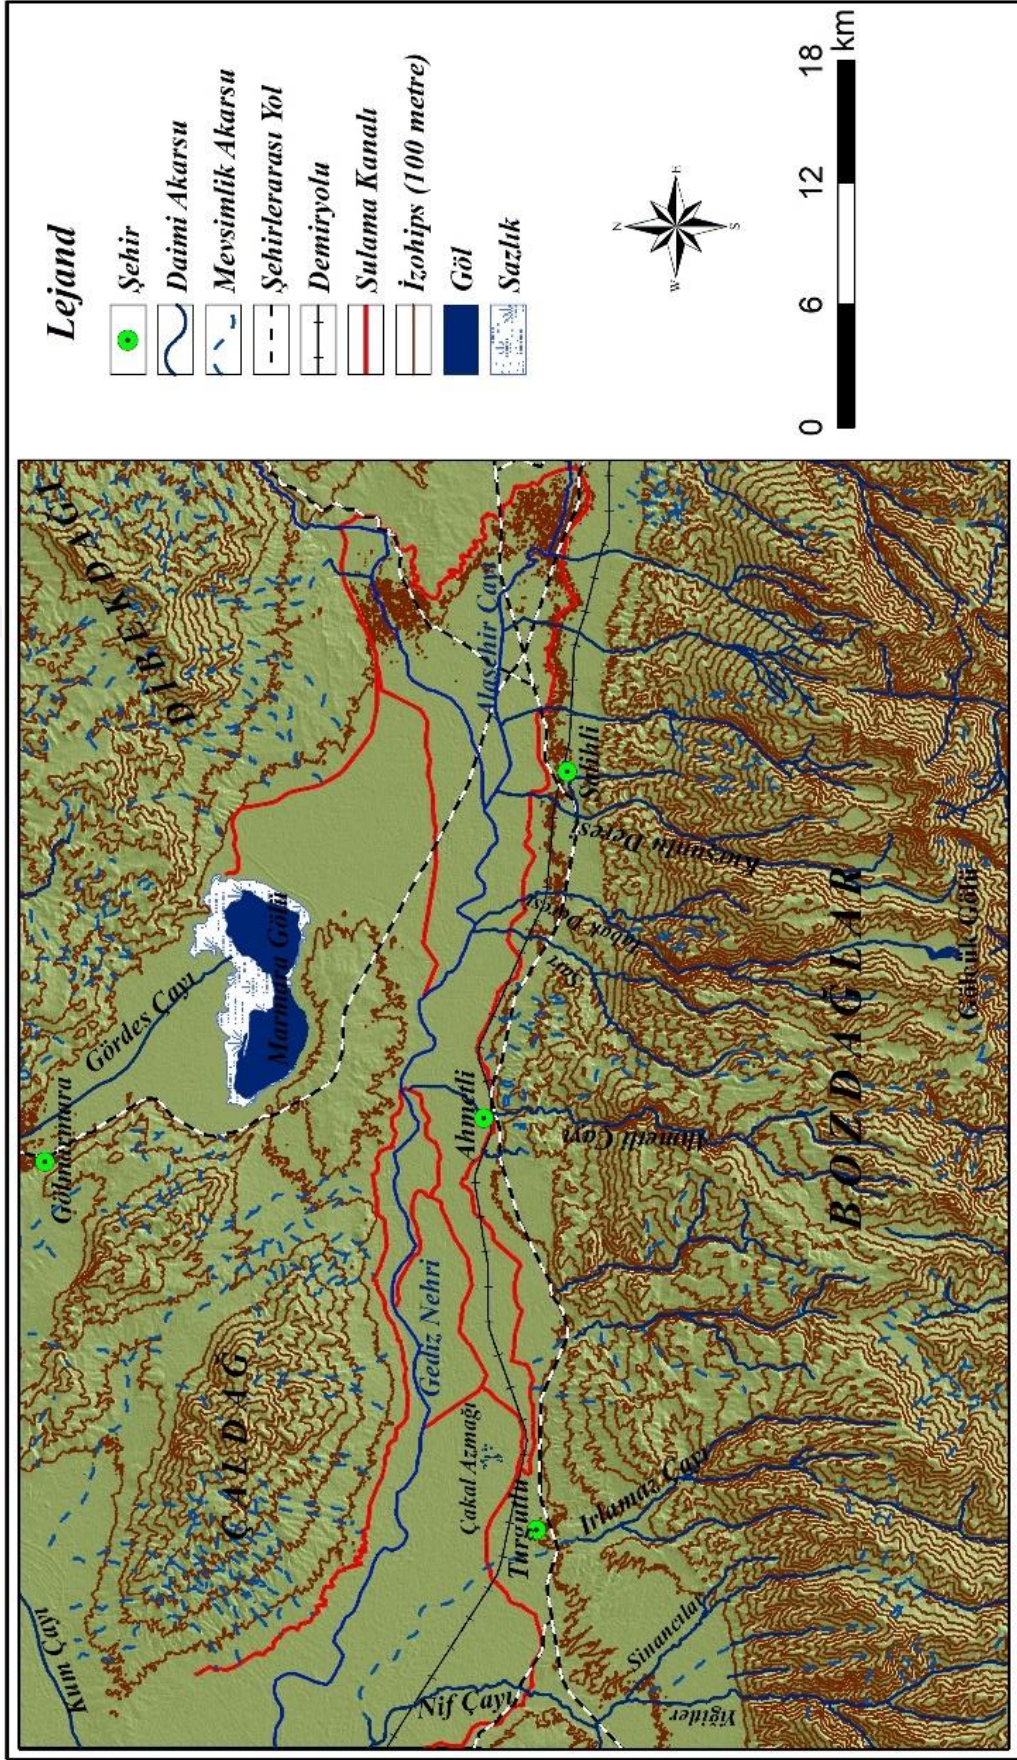 Kum Çayı
Gölmarmara
Gördes Çayı
DİBEK DAĞI
ÇALDAĞ
Marmara Gölü
Gediz Nehri
Çakal Azmağı
Alaşehir Çayı
Nif Çayı
Turgutlu
Ahmetli
Salihli
Irlamaz Çayı
Sinancılar
Yiğitler
Ahmetli Çayı
Sart
Tabak Deresi
Kurşunlu Deresi
BOZDAĞLAR
Gölcük Gölü
Lejand
Şehir
Daimi Akarsu
Mevsimlik Akarsu
Şehirlerarası Yol
Demiryolu
Sulama Kanalı
İzohips (100 metre)
Göl
Sazlık
N
W E
S
0 6 12 18
km